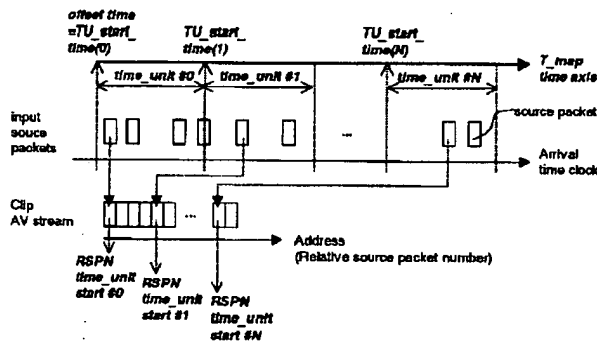 offset time
=TU_start_
time(0)
TU_start_
time(1)
TU_start_
time(N)
T_map
time axis
time_unit #0
time_unit #1
time_unit #N
input
souce
packets
...
source packet
Arrival
time clock
Clip
AV stream
...
Address
(Relative source packet number)
RSPN
time_unit
start #0
RSPN
time_unit
start #1
RSPN
time_unit
start #N